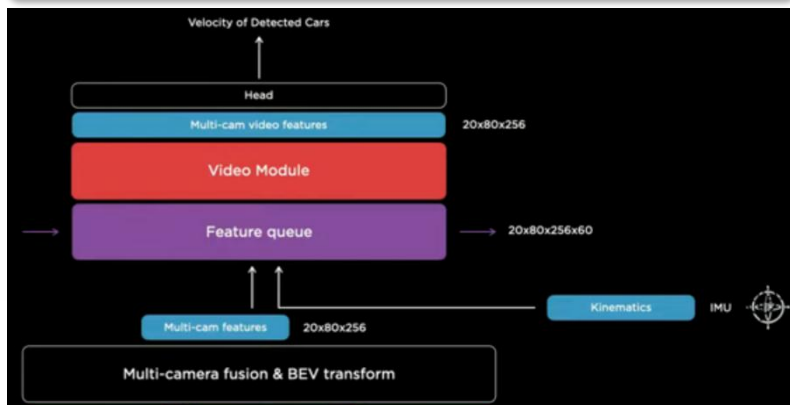 Velocity of Detected Cars
Head
Multi-cam video features
20x80x256
Video Module
Feature queue
20x80x256x60
Kinematics
IMU
Multi-cam features
20x80x256
Multi-camera fusion & BEV transform